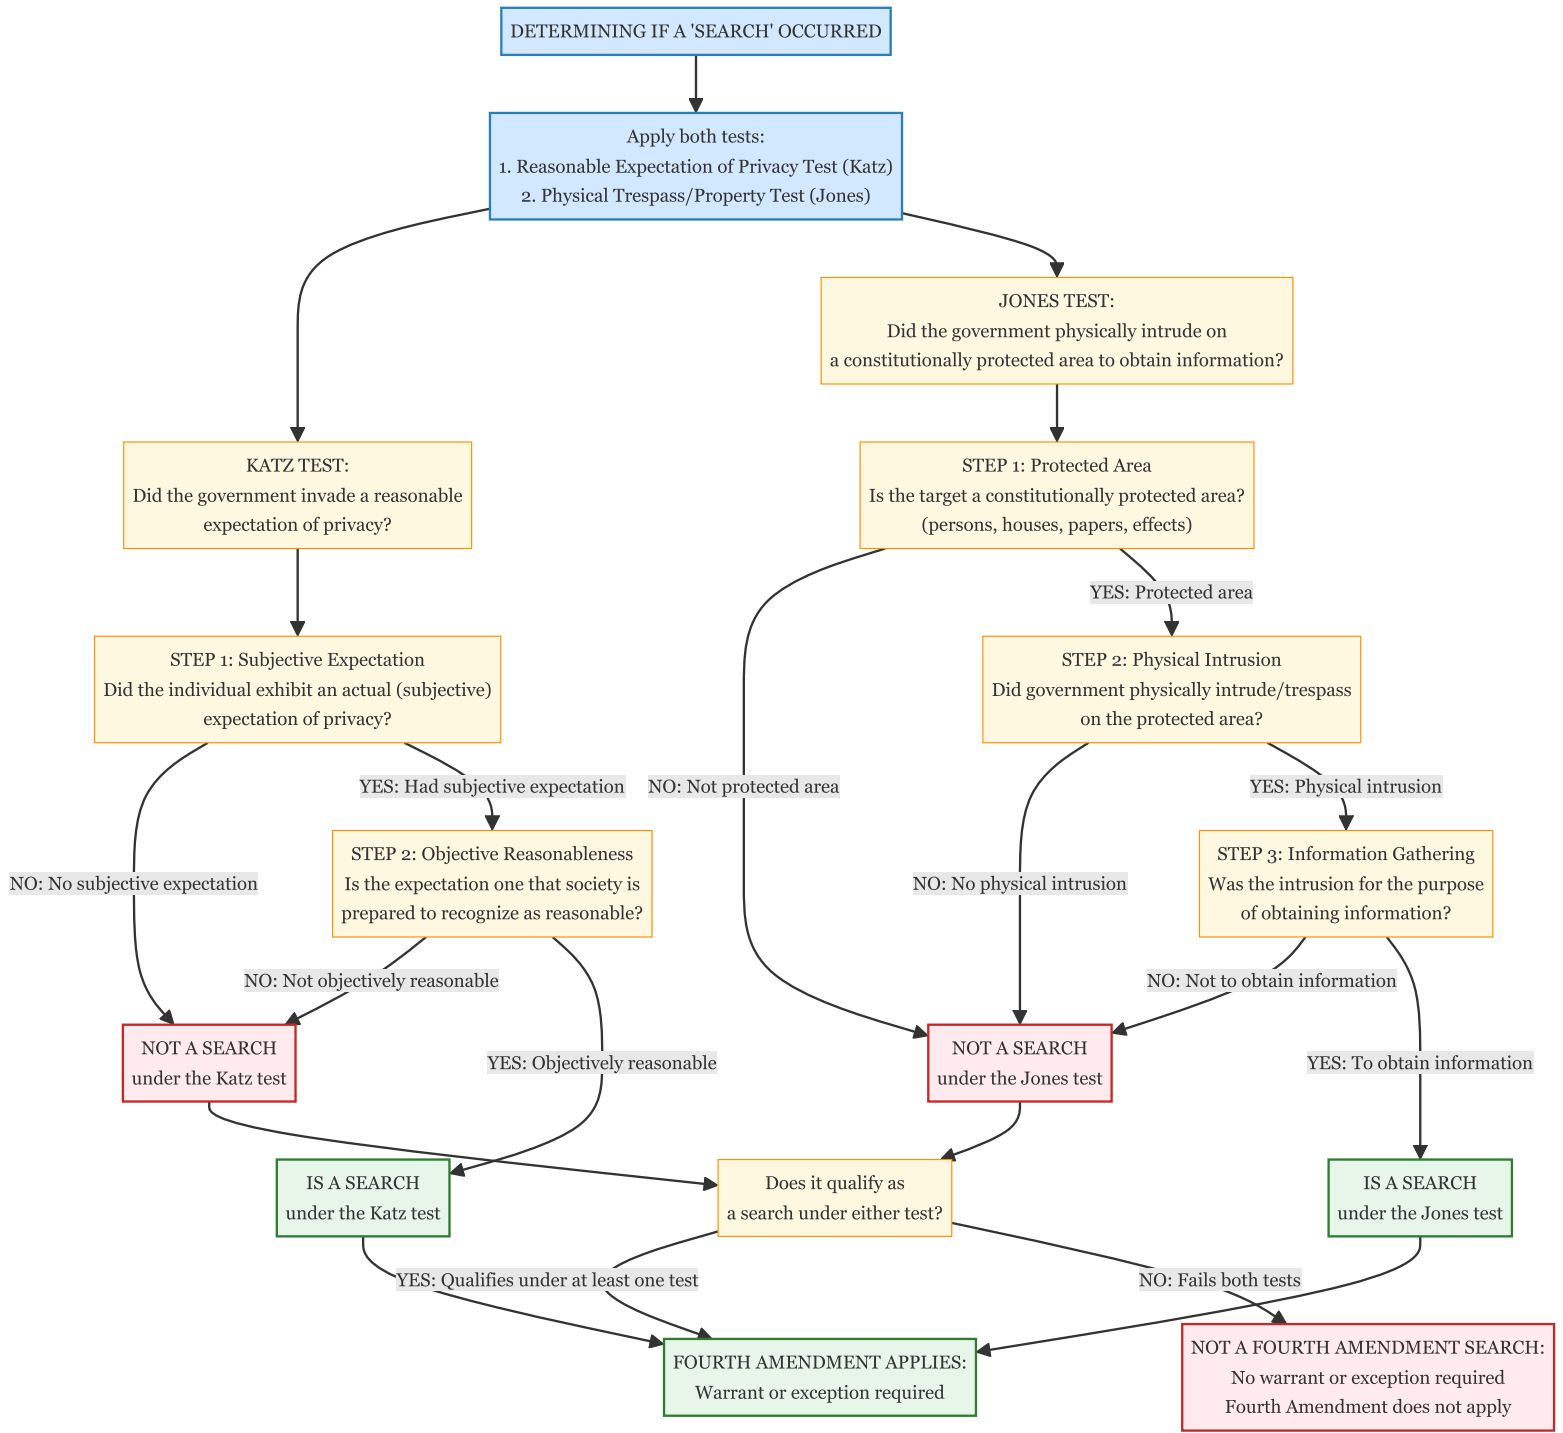 DETERMINING IF A 'SEARCH' OCCURRED
Apply both tests:
1. Reasonable Expectation of Privacy Test (Katz)
2. Physical Trespass/Property Test (Jones)
JONES TEST:
Did the government physically intrude on
a constitutionally protected area to obtain information?
KATZ TEST:
Did the government invade a reasonable
expectation of privacy?
STEP 1: Protected Area
Is the target a constitutionally protected area?
(persons, houses, papers, effects)
YES: Protected area
STEP 1: Subjective Expectation
Did the individual exhibit an actual (subjective)
expectation of privacy?
STEP 2: Physical Intrusion
Did government physically intrude/trespass
on the protected area?
YES: Had subjective expectation
NO: Not protected area
YES: Physical intrusion
NO: No subjective expectation
STEP 2: Objective Reasonableness
Is the expectation one that society is
prepared to recognize as reasonable?
NO: No physical intrusion
STEP 3: Information Gathering
Was the intrusion for the purpose
of obtaining information?
NO: Not objectively reasonable
NO: Not to obtain information
NOT A SEARCH
under the Katz test
YES: Objectively reasonable
NOT A SEARCH
under the Jones test
YES: To obtain information
IS A SEARCH
under the Katz test
Does it qualify as
a search under either test?
IS A SEARCH
under the Jones test
YES: Qualifies under at least one test
NO: Fails both tests
FOURTH AMENDMENT APPLIES:
Warrant or exception required
NOT A FOURTH AMENDMENT SEARCH:
No warrant or exception required
Fourth Amendment does not apply